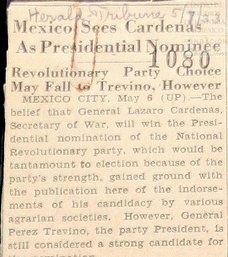 Herald Tribune 5/7/33
Mexico Sees Cardenas
As Presidential Nominee
1080
Revolutionary Party Choice
May Fall to Trevino, However
MEXICO CITY, May 6 (UP).—The
belief that General Lazaro Cardenas,
Secretary of War, will win the Presi-
dential nomination of the National
Revolutionary party, which would be
tantamount to election because of the
party's strength, gained ground with
the publication here of the indorse-
ments of his candidacy by various
agrarian societies. However, General
Perez Trevino, the party President, is
still considered a strong candidate for